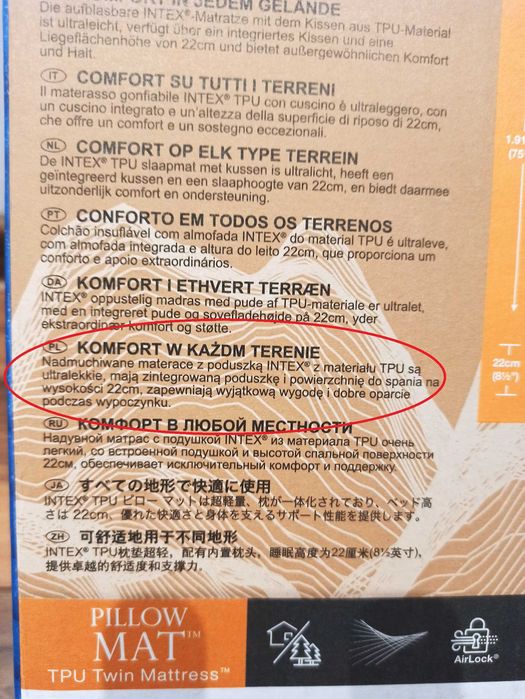 COMFORT IN JEDEM GELÄNDE
Die aufblasbare INTEX®-Matratze mit dem Kissen aus TPU-Material
ist ultraleicht, verfügt über ein integriertes Kissen und eine
Liegeflächenhöhe von 22cm und bietet außergewöhnlichen Komfort
und Halt.
IT COMFORT SU TUTTI I TERRENI
Il materasso gonfiabile INTEX® TPU con cuscino è ultraleggero, con
un cuscino integrato e un'altezza della superficie di riposo di 22cm,
che offre un comfort e un sostegno eccezionali.
NL COMFORT OP ELK TYPE TERREIN
De INTEX® TPU slaapmat met kussen is ultralicht, heeft een
geïntegreerd kussen en een slaaphoogte van 22cm, en biedt daarmee
uitzonderlijk comfort en ondersteuning.
PT CONFORTO EM TODOS OS TERRENOS
Colchão insuflável com almofada INTEX® do material TPU é ultraleve,
com almofada integrada e altura do leito 22cm, que proporciona um
conforto e apoio extraordinários.
DA KOMFORT I ETHVERT TERRÆN
INTEX® oppustelig madras med pude af TPU-materiale er ultralet,
med en integreret pude og sovefladehøjde på 22cm, yder
ekstraordinær komfort og støtte.
PL KOMFORT W KAŻDM TERENIE
Nadmuchiwane materace z poduszką INTEX® z materiału TPU są
ultralekkie, mają zintegrowaną poduszkę i powierzchnię do spania na
wysokości 22cm, zapewniają wyjątkową wygodę i dobre oparcie
podczas wypoczynku.
RU КОМФОРТ В ЛЮБОЙ МЕСТНОСТИ
Надувной матрас с подушкой INTEX® из материала TPU очень
легкий, со встроенной подушкой и высотой спальной поверхности
22см, обеспечивает исключительный комфорт и поддержку.
JA すべての地形で快適に使用
INTEX® TPU ピローマットは超軽量、枕が一体化されており、ベッド高
さは 22cm。優れた快適さと身体を支えるサポート性能を提供します。
ZH 可舒适地用于不同地形
INTEX® TPU枕垫超轻，配有内置枕头，睡眠高度为22厘米(8½英寸)，
提供卓越的舒适度和支撑力.
1.91
(75
22cm
(8½")
PILLOW
MAT™
TPU Twin Mattress™
AirLock®